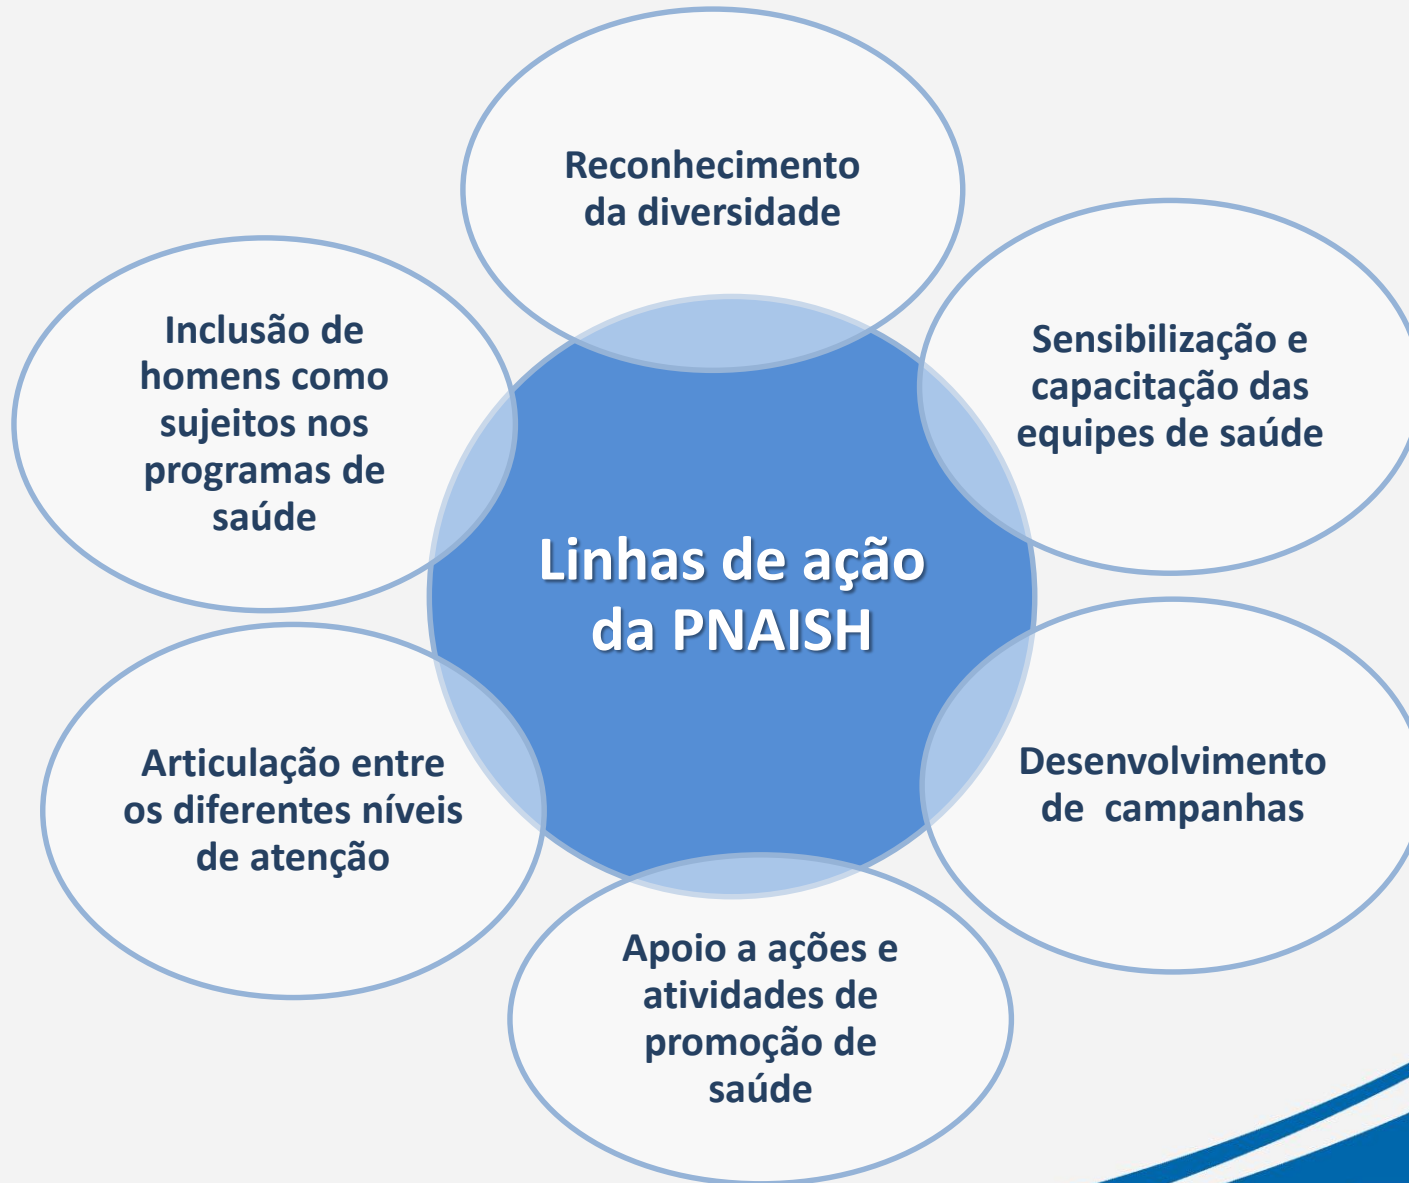 Reconhecimento
da diversidade
Sensibilização e
capacitação das
equipes de saúde
Desenvolvimento
de campanhas
Apoio a ações e
atividades de
promoção de
saúde
Articulação entre
os diferentes níveis
de atenção
Inclusão de
homens como
sujeitos nos
programas de
saúde
Linhas de ação
da PNAISH